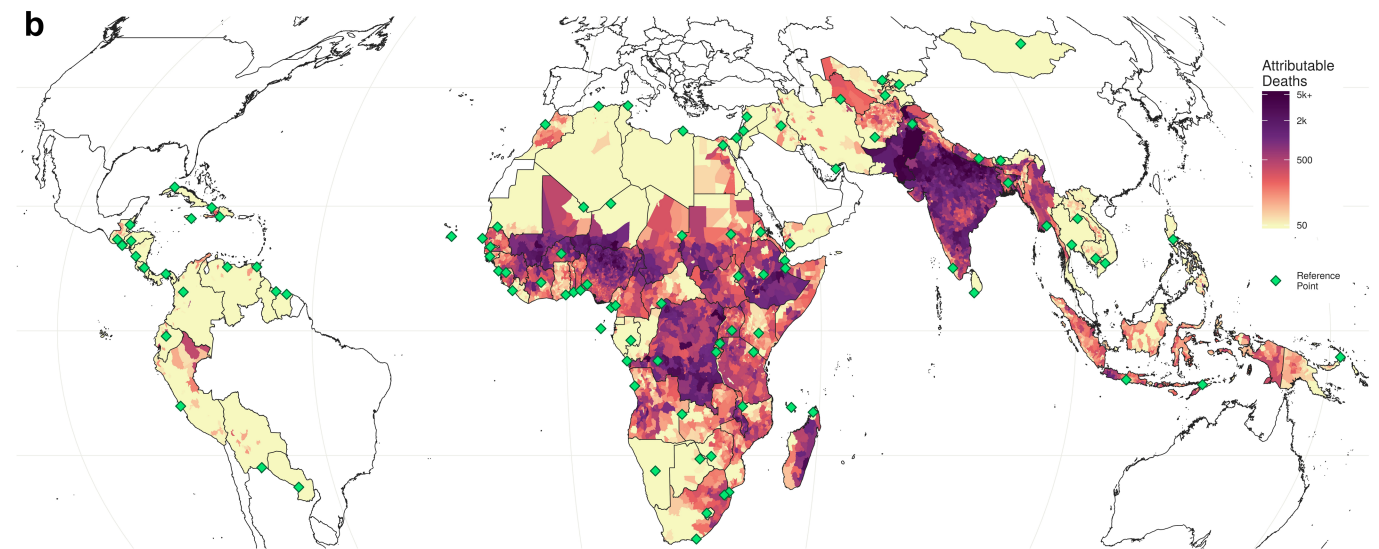 b
Attributable
Deaths
5k+
2k
500
50
Reference
Point